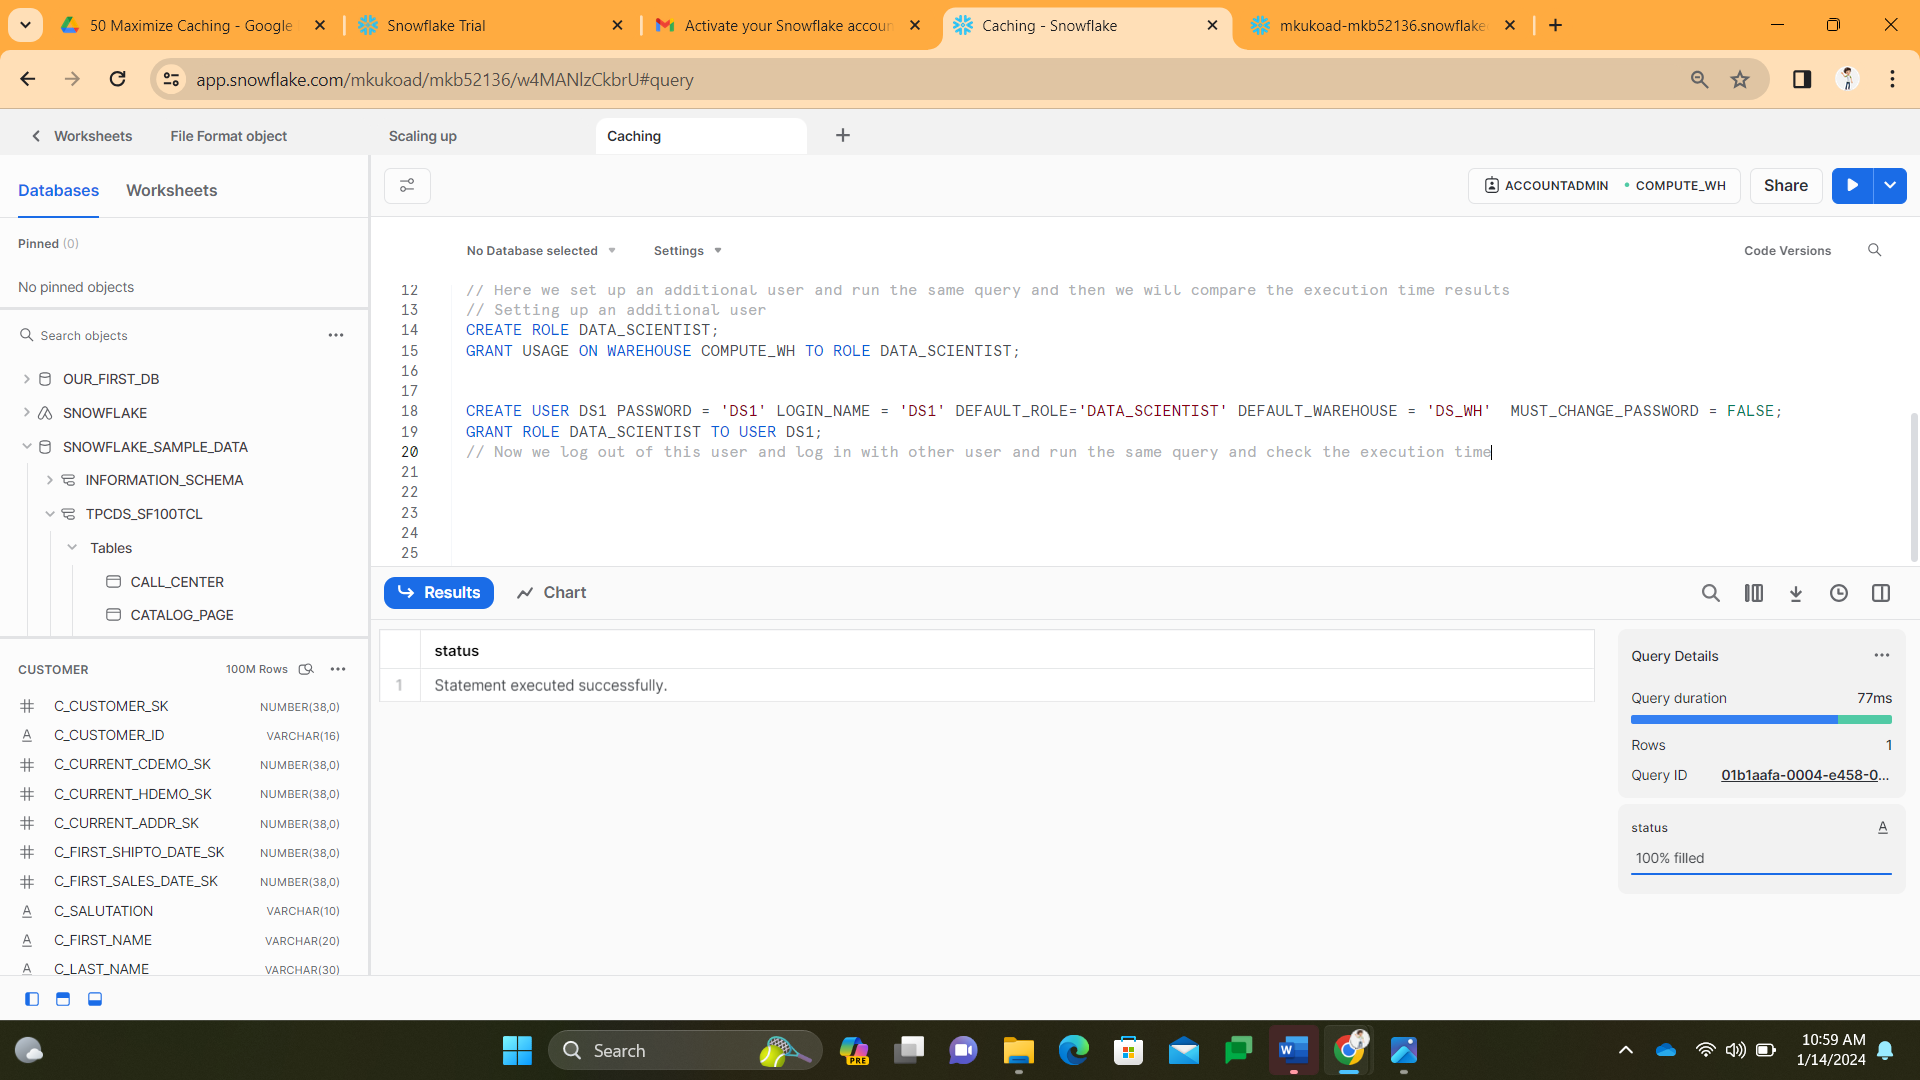 50 Maximize Caching - Google
Snowflake Trial
Activate your Snowflake accoun
Caching - Snowflake
mkukoad-mkb52136.snowflake
app.snowflake.com/mkukoad/mkb52136/w4MANlzCkbrU#query
Worksheets
File Format object
Scaling up
Caching
Databases
Worksheets
ACCOUNTADMIN
COMPUTE_WH
Share
Pinned (0)
No pinned objects
No Database selected
Settings
Code Versions
Search objects
OUR_FIRST_DB
SNOWFLAKE
SNOWFLAKE_SAMPLE_DATA
INFORMATION_SCHEMA
TPCDS_SF100TCL
Tables
CALL_CENTER
CATALOG_PAGE
12 // Here we set up an additional user and run the same query and then we will compare the execution time results
13 // Setting up an additional user
14 CREATE ROLE DATA_SCIENTIST;
15 GRANT USAGE ON WAREHOUSE COMPUTE_WH TO ROLE DATA_SCIENTIST;
16
17
18 CREATE USER DS1 PASSWORD = 'DS1' LOGIN_NAME = 'DS1' DEFAULT_ROLE='DATA_SCIENTIST' DEFAULT_WAREHOUSE = 'DS_WH'  MUST_CHANGE_PASSWORD = FALSE;
19 GRANT ROLE DATA_SCIENTIST TO USER DS1;
20 // Now we log out of this user and log in with other user and run the same query and check the execution time
21
22
23
24
25
Results
Chart
status
1 Statement executed successfully.
Query Details
Query duration 77ms
Rows 1
Query ID 01b1aafa-0004-e458-0...
status
100% filled
CUSTOMER 100M Rows
C_CUSTOMER_SK NUMBER(38,0)
C_CUSTOMER_ID VARCHAR(16)
C_CURRENT_CDEMO_SK NUMBER(38,0)
C_CURRENT_HDEMO_SK NUMBER(38,0)
C_CURRENT_ADDR_SK NUMBER(38,0)
C_FIRST_SHIPTO_DATE_SK NUMBER(38,0)
C_FIRST_SALES_DATE_SK NUMBER(38,0)
C_SALUTATION VARCHAR(10)
C_FIRST_NAME VARCHAR(20)
C_LAST_NAME VARCHAR(30)
Search
PRE
10:59 AM
1/14/2024